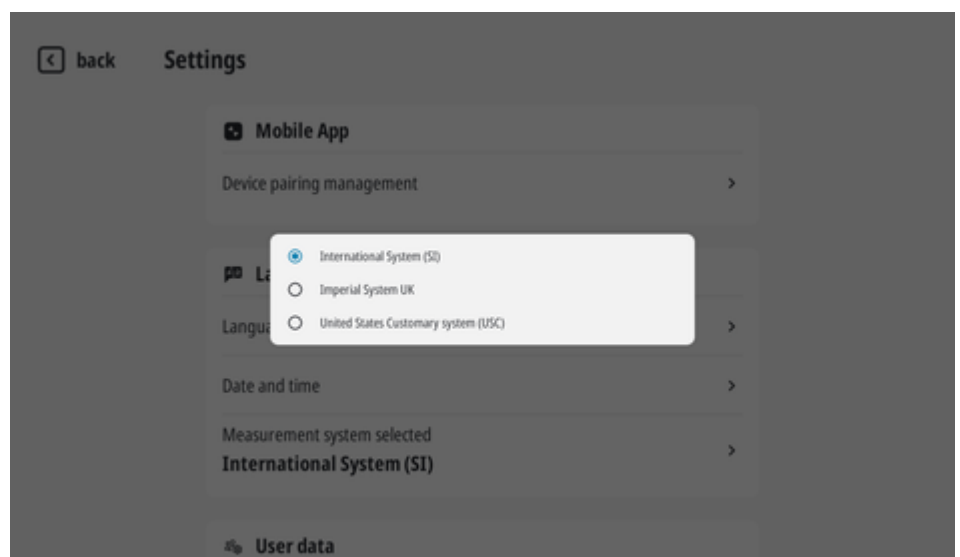 back
Settings
Mobile App
Device pairing management
International System (SI)
Imperial System UK
United States Customary system (USC)
Date and time
Measurement system selected
International System (SI)
User data